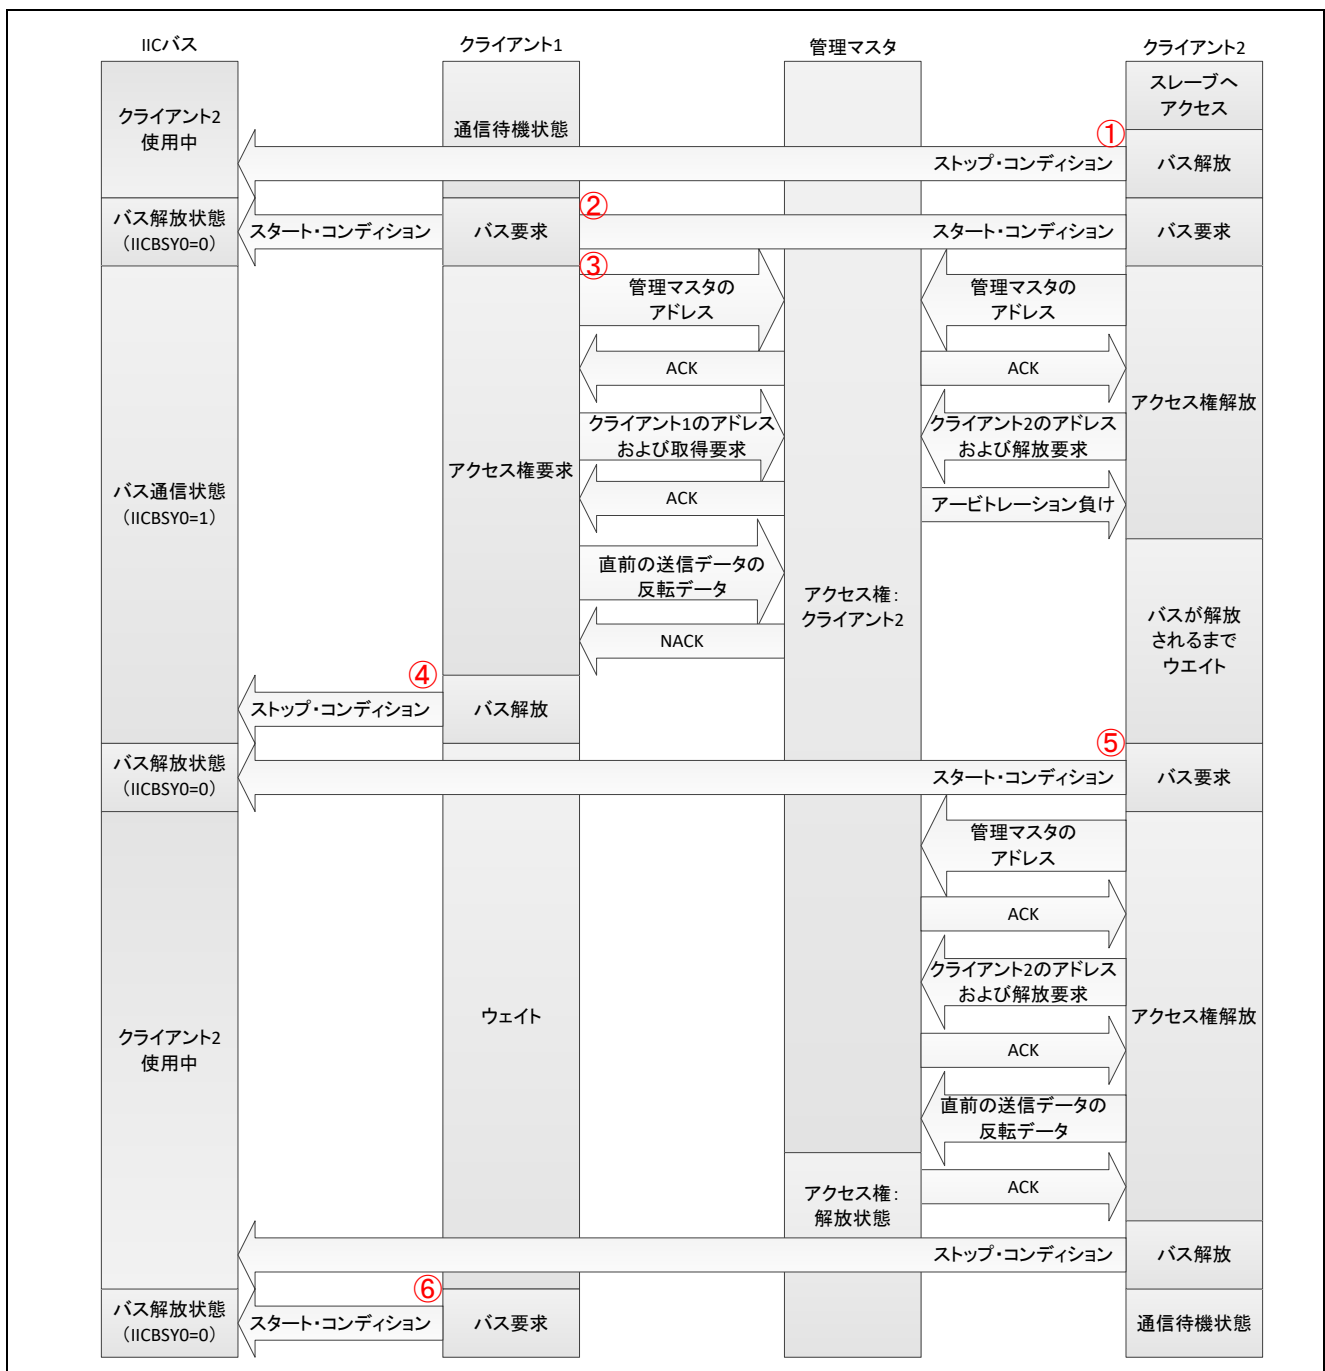 IICバス
クライアント1
管理マスタ
クライアント2
クライアント2
使用中
通信待機状態
スレーブへ
アクセス
①
ストップ・コンディション
バス解放
バス解放状態
(IICBSY0=0)
スタート・コンディション
バス要求
②
スタート・コンディション
バス要求
③
管理マスタの
アドレス
管理マスタの
アドレス
ACK
ACK
クライアント1のアドレス
および取得要求
クライアント2のアドレス
および解放要求
アクセス権解放
アクセス権要求
バス通信状態
(IICBSY0=1)
ACK
アービトレーション負け
直前の送信データの
反転データ
アクセス権:
クライアント2
バスが解放
されるまで
ウエイト
NACK
④
ストップ・コンディション
バス解放
⑤
バス解放状態
(IICBSY0=0)
スタート・コンディション
バス要求
管理マスタの
アドレス
ACK
クライアント2のアドレス
および解放要求
ウェイト
アクセス権解放
クライアント2
使用中
ACK
直前の送信データの
反転データ
アクセス権:
解放状態
ACK
ストップ・コンディション
バス解放
⑥
バス解放状態
(IICBSY0=0)
スタート・コンディション
バス要求
通信待機状態